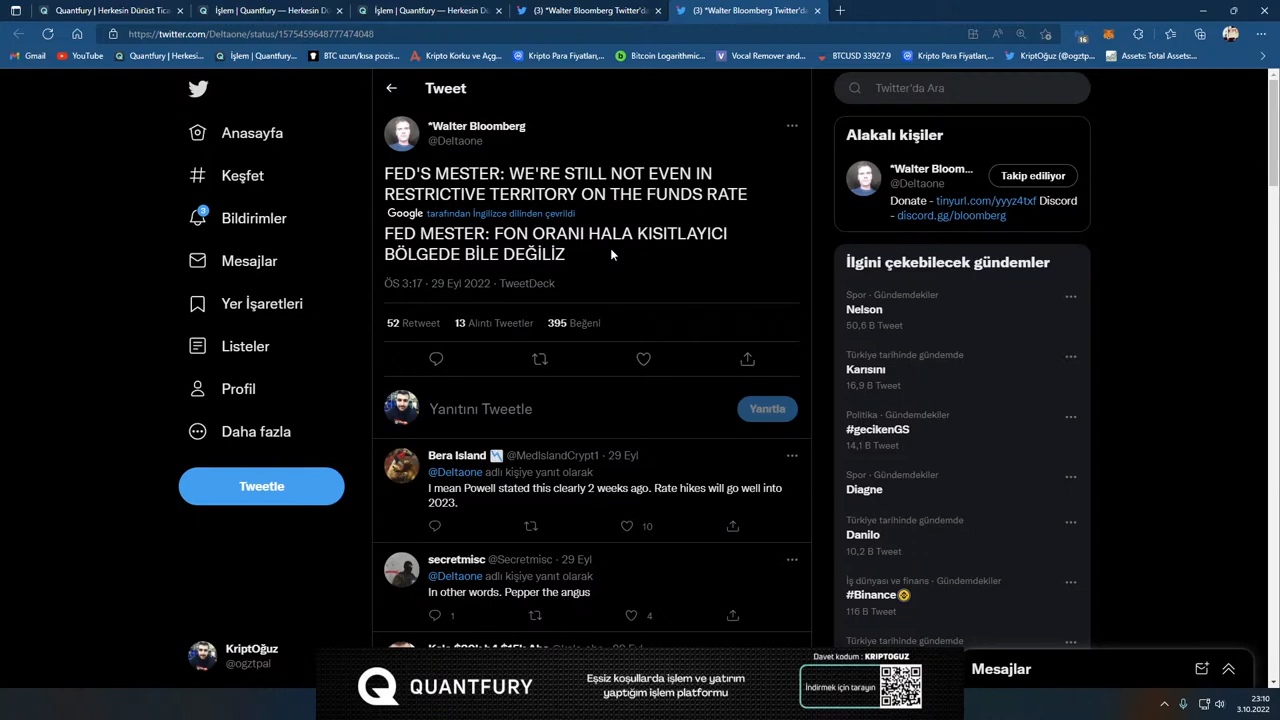 Quantfury | Herkesin Dürüst Ticare
İşlem | Quantfury — Herkesin Dürüst
İşlem | Quantfury — Herkesin Dürüst
(3) *Walter Bloomberg Twitter'da:
(3) *Walter Bloomberg Twitter'da:
https://twitter.com/Deltaone/status/1575459648777474048
Gmail
YouTube
Quantfury | Herkesi...
İşlem | Quantfury —...
BTC uzun/kısa pozis...
Kripto Korku ve Açg...
Kripto Para Fiyatları,...
Bitcoin Logarithmic...
Vocal Remover and...
BTCUSD 33927.9
Kripto Para Fiyatları,...
KriptOğuz (@ogztp...
Assets: Total Assets:...
Anasayfa
Keşfet
3
Bildirimler
Mesajlar
Yer İşaretleri
Listeler
Profil
Daha fazla
Tweetle
KriptOğuz
@ogztpal
Tweet
*Walter Bloomberg
@Deltaone
FED'S MESTER: WE'RE STILL NOT EVEN IN
RESTRICTIVE TERRITORY ON THE FUNDS RATE
Google tarafından İngilizce dilinden çevrildi
FED MESTER: FON ORANI HALA KISITLAYICI
BÖLGEDE BİLE DEĞİLİZ
ÖS 3:17 · 29 Eyl 2022 · TweetDeck
52 Retweet 13 Alıntı Tweetler 395 Beğeni
Yanıtını Tweetle
Yanıtla
Bera Island @MedIslandCrypt1 · 29 Eyl
@Deltaone adlı kişiye yanıt olarak
I mean Powell stated this clearly 2 weeks ago. Rate hikes will go well into
2023.
10
secretmisc @Secretmisc · 29 Eyl
@Deltaone adlı kişiye yanıt olarak
In other words. Pepper the angus
1 4
Twitter'da Ara
Alakalı kişiler
*Walter Bloom...
@Deltaone
Takip ediliyor
Donate - tinyurl.com/yyyz4txf Discord
- discord.gg/bloomberg
İlgini çekebilecek gündemler
Spor · Gündemdekiler
Nelson
50,6 B Tweet
Türkiye tarihinde gündemde
Karısını
16,9 B Tweet
Politika · Gündemdekiler
#gecikenGS
14,1 B Tweet
Spor · Gündemdekiler
Diagne
Türkiye tarihinde gündemde
Danilo
10,2 B Tweet
İş dünyası ve finans · Gündemdekiler
#Binance
116 B Tweet
Türkiye tarihinde gündemde
Mesajlar
QUANTFURY
Eşsiz koşullarda işlem ve yatırım
yaptığım işlem platformu
Davet kodum : KRIPTOGUZ
İndirmek için tarayın
23:10